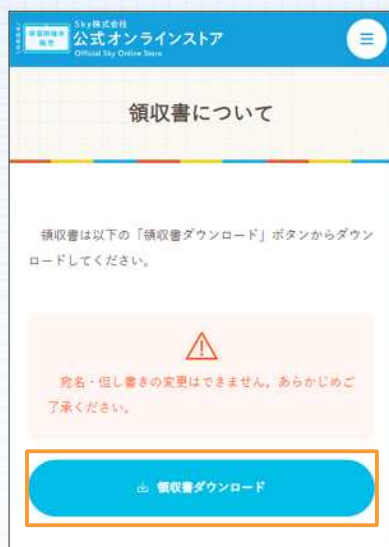 学習用端末
販売
Sky株式会社
公式オンラインストア
Official Sky Online Store
領収書について
領収書は以下の「領収書ダウンロード」ボタンからダウン
ロードしてください。
宛名・但し書きの変更はできません。あらかじめご
了承ください。
領収書ダウンロード